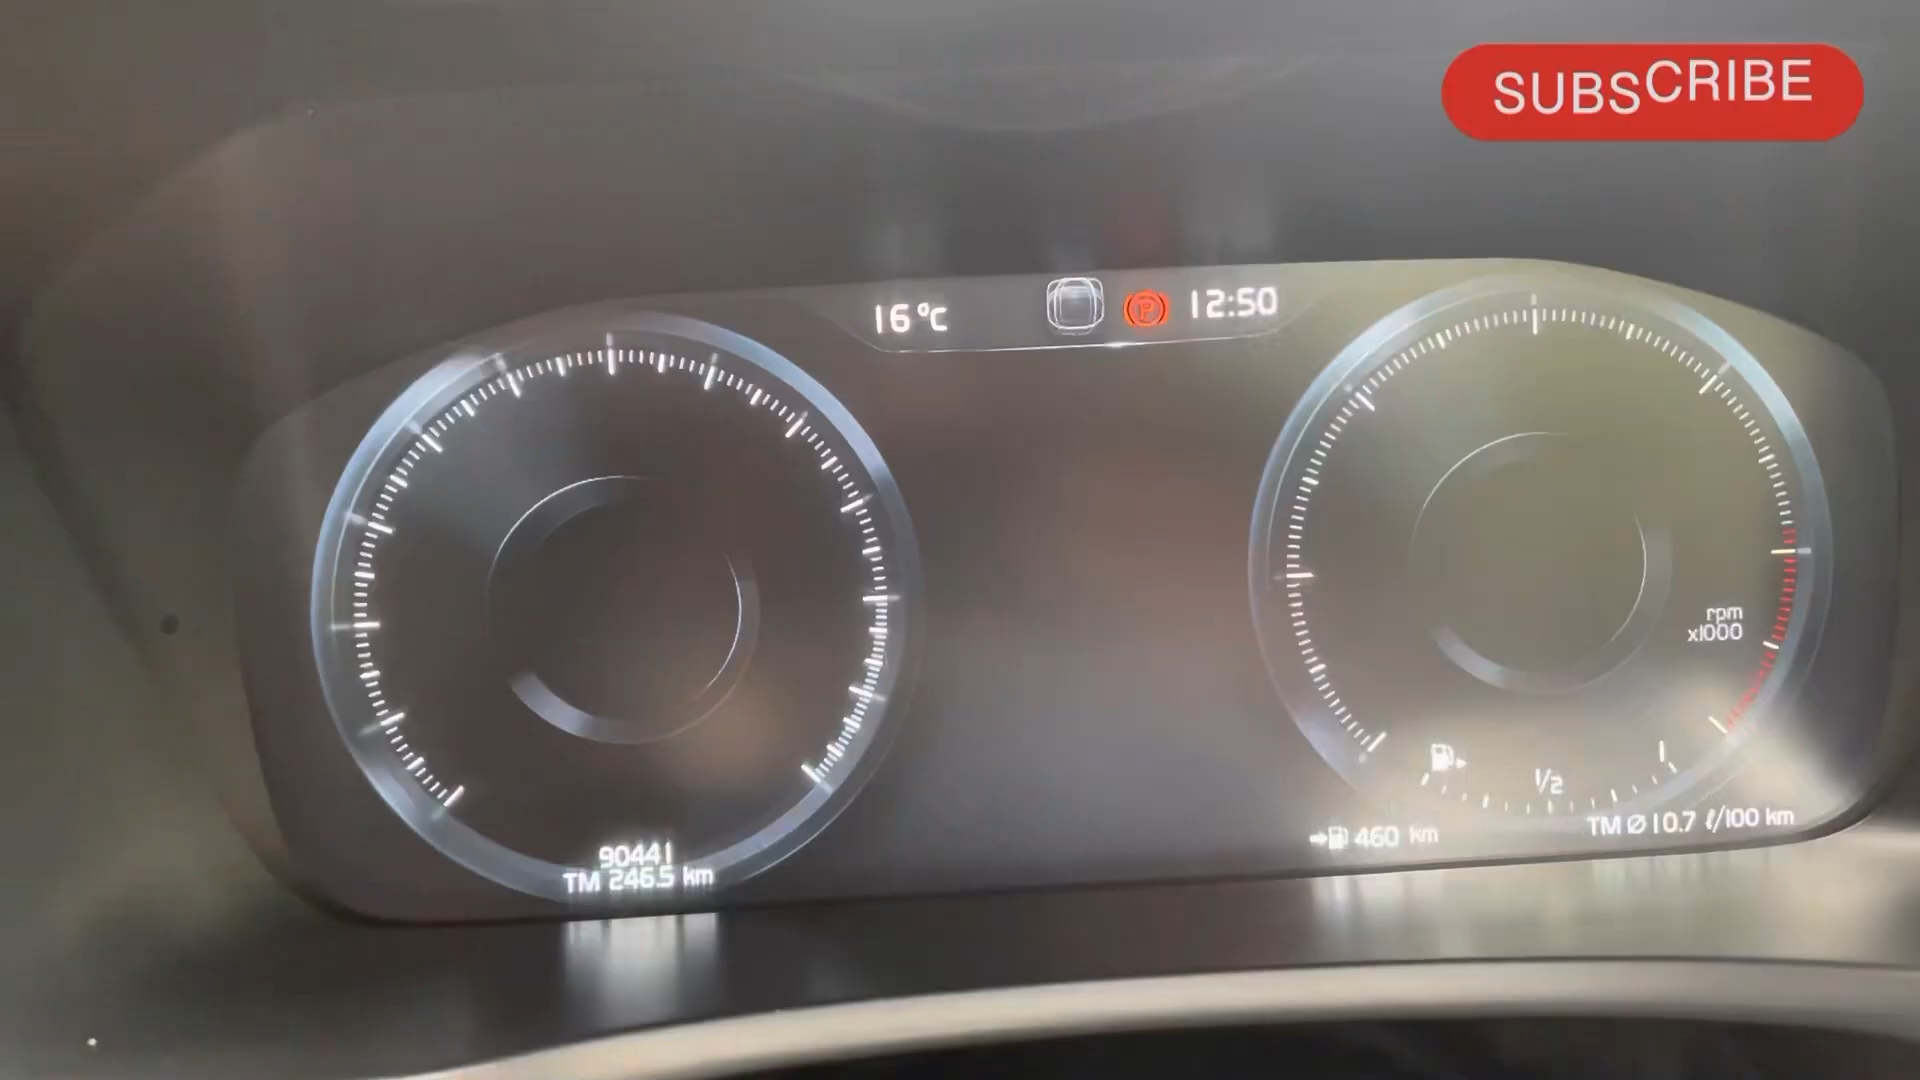 SUBSCRIBE
16 °C
P
12:50
rpm
x1000
1/2
460 km
TM Ø 10.7 ℓ/100 km
90441
TM 246.5 km